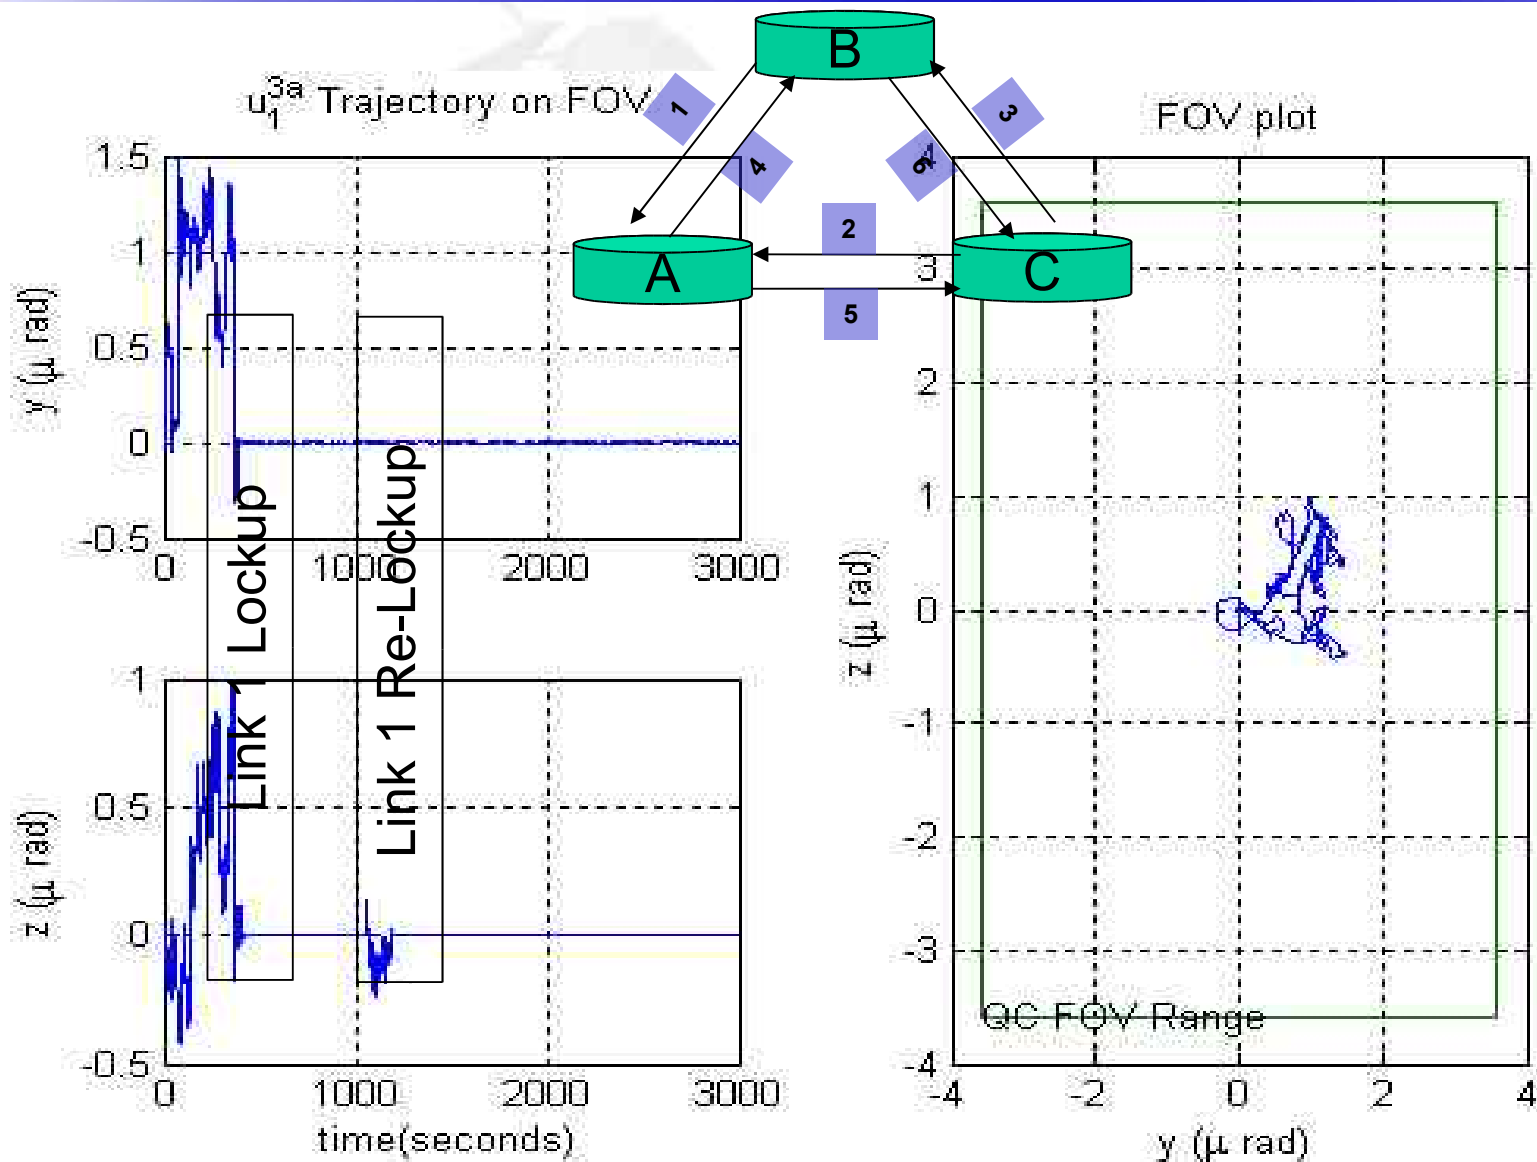 B
u₁³ᵃ Trajectory on FOV
1
3
FOV plot
4
6
2
A
C
5
1.5
1
0.5
0
-0.5
y (μ rad)
0
1000
2000
3000
Link 1 Lockup
Link 1 Re-Lockup
1
0.5
0
-0.5
z (μ rad)
0
1000
2000
3000
time(seconds)
4
3
2
1
0
-1
-2
-3
-4
z (μ rad)
QC FOV Range
-4
-2
0
2
4
y (μ rad)